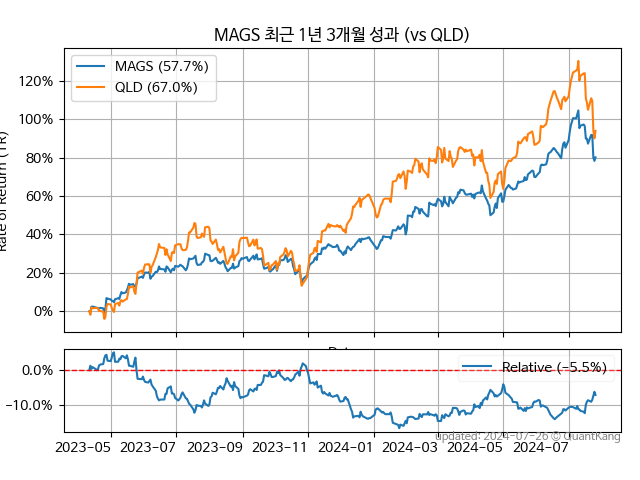 MAGS 최근 1년 3개월 성과 (vs QLD)
MAGS (57.7%)
QLD (67.0%)
120%
100%
80%
60%
40%
20%
0%
Rate of Return (TR)
Relative (−5.5%)
0.0%
−10.0%
2023−05 2023−07 2023−09 2023−11 2024−01 2024−03 2024−05 2024−07
Updated: 2024−07−26 © QuantKang